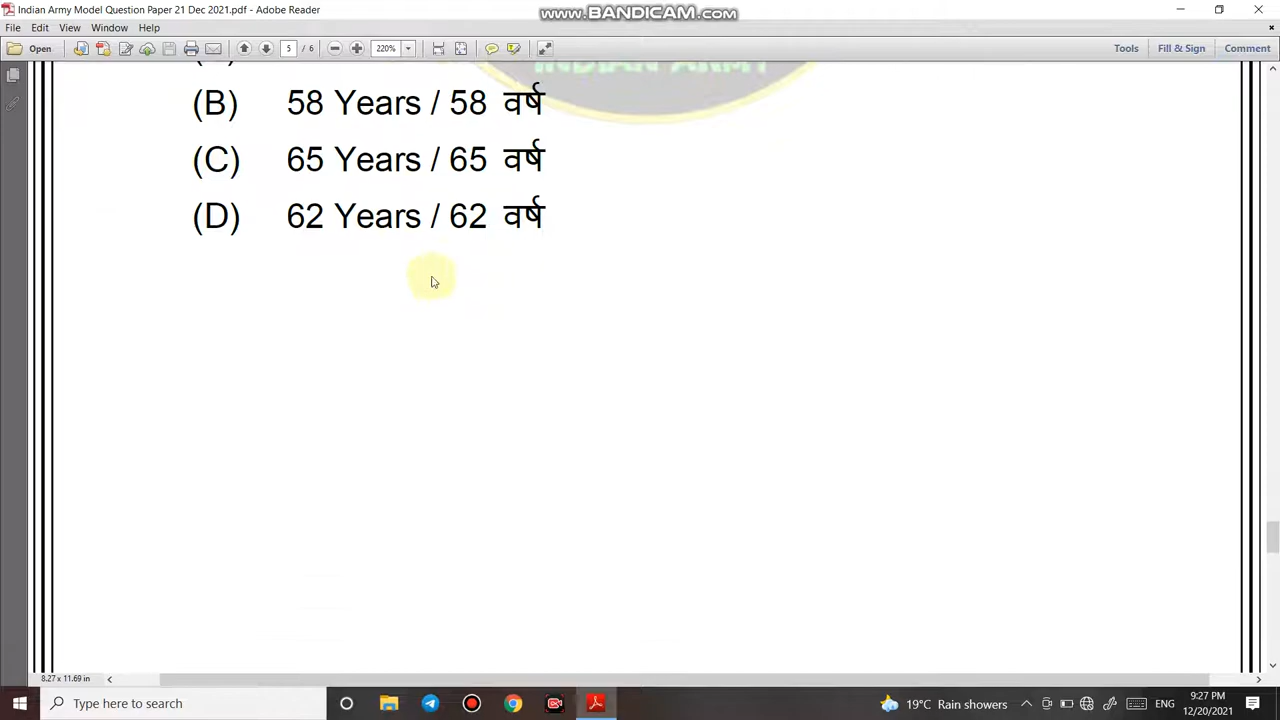 Indian Army Model Question Paper 21 Dec 2021.pdf - Adobe Reader
WWW.BANDICAM.COM
File Edit View Window Help
Open 5 / 6 220% Tools Fill & Sign Comment
INDIAN ARMY
(B) 58 Years / 58 वर्ष
(C) 65 Years / 65 वर्ष
(D) 62 Years / 62 वर्ष
8.27 x 11.69 in
Type here to search
19°C Rain showers
ENG
9:27 PM
12/20/2021